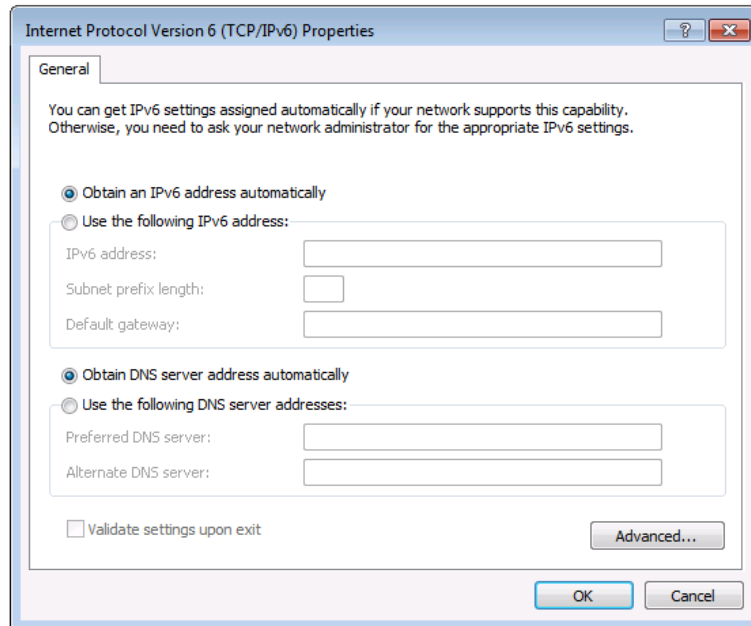 Internet Protocol Version 6 (TCP/IPv6) Properties
?
General
You can get IPv6 settings assigned automatically if your network supports this capability.
Otherwise, you need to ask your network administrator for the appropriate IPv6 settings.
Obtain an IPv6 address automatically
Use the following IPv6 address:
IPv6 address:
Subnet prefix length:
Default gateway:
Obtain DNS server address automatically
Use the following DNS server addresses:
Preferred DNS server:
Alternate DNS server:
Validate settings upon exit
Advanced...
OK Cancel